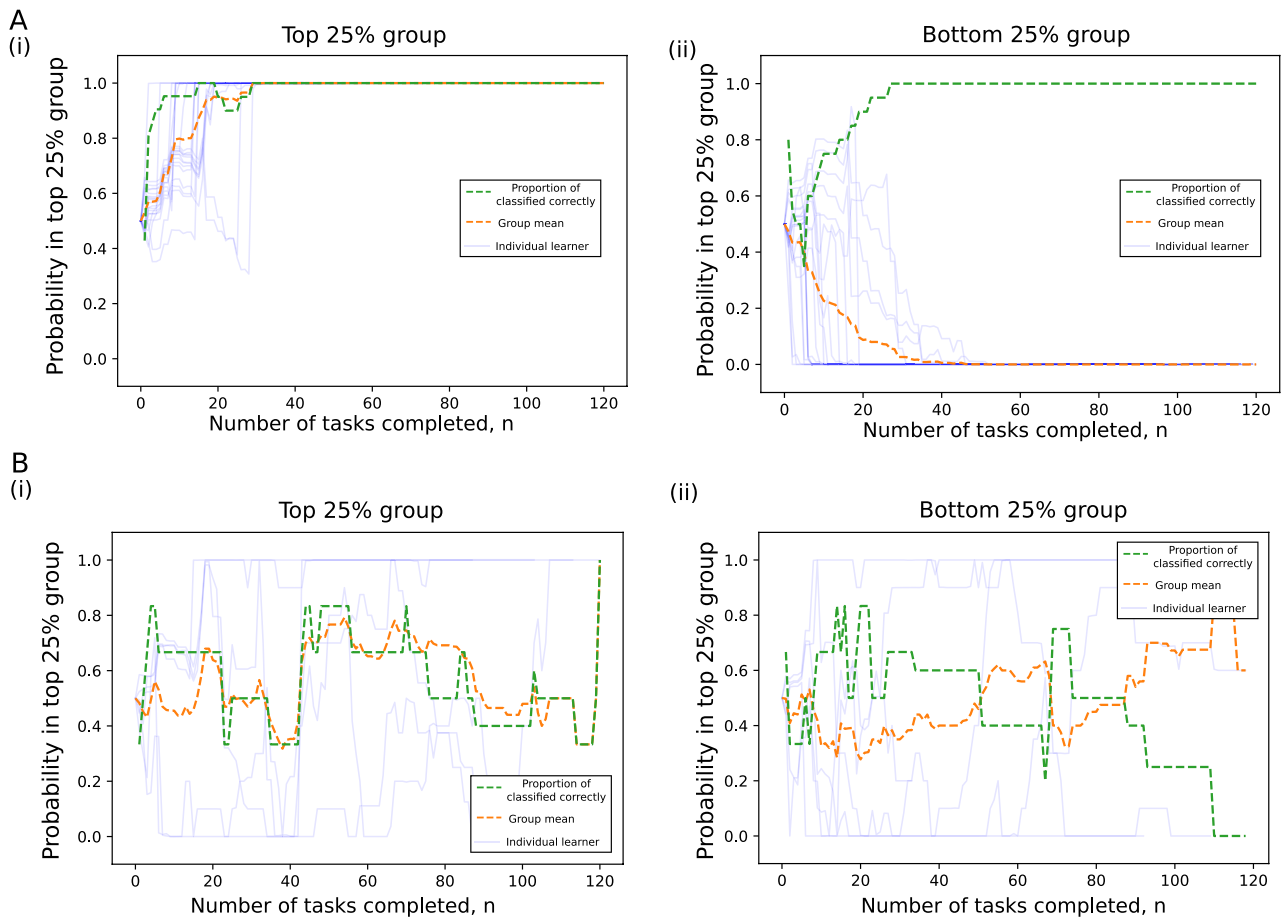 A
(i)
Top 25% group
Probability in top 25% group
1.0
0.8
0.6
0.4
0.2
0.0
Proportion of
classified correctly
Group mean
Individual learner
0
20
40
60
80
100
120
Number of tasks completed, n
(ii)
Bottom 25% group
Probability in top 25% group
1.0
0.8
0.6
0.4
0.2
0.0
Proportion of
classified correctly
Group mean
Individual learner
0
20
40
60
80
100
120
Number of tasks completed, n
B
(i)
Top 25% group
Probability in top 25% group
1.0
0.8
0.6
0.4
0.2
0.0
Proportion of
classified correctly
Group mean
Individual learner
0
20
40
60
80
100
120
Number of tasks completed, n
(ii)
Bottom 25% group
Probability in top 25% group
1.0
0.8
0.6
0.4
0.2
0.0
Proportion of
classified correctly
Group mean
Individual learner
0
20
40
60
80
100
120
Number of tasks completed, n